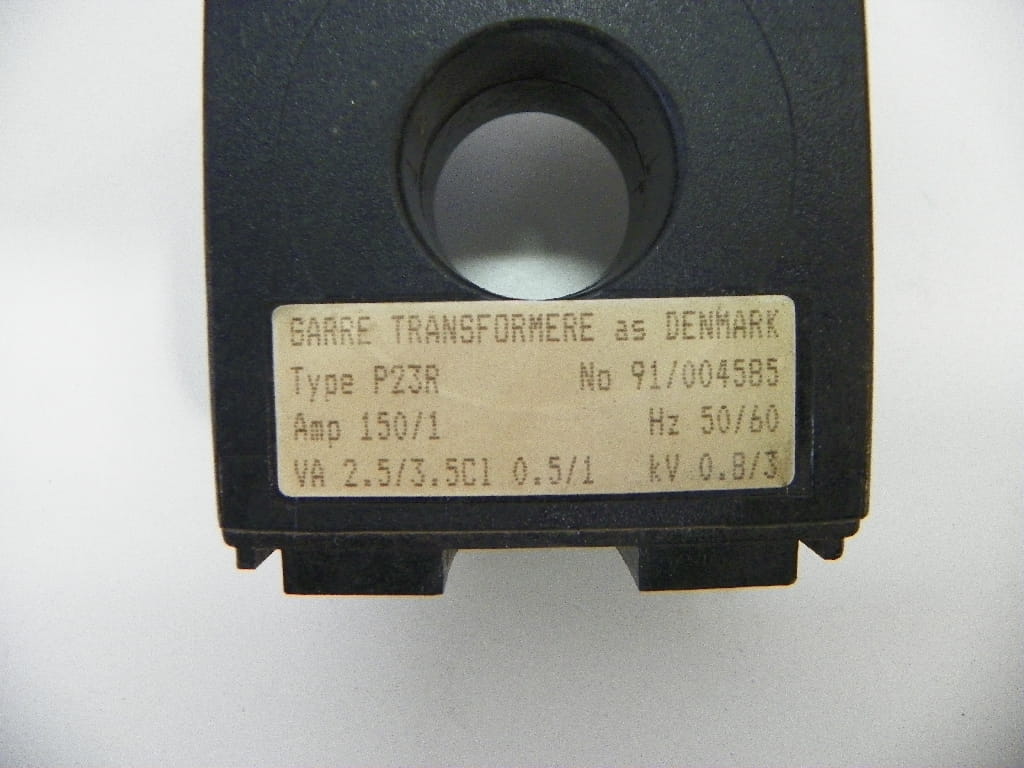 GARRE TRANSFORMERE as DENMARK
Type P23R No 91/004585
Amp 150/1 Hz 50/60
VA 2.5/3.5Cl 0.5/1 kV 0.8/3